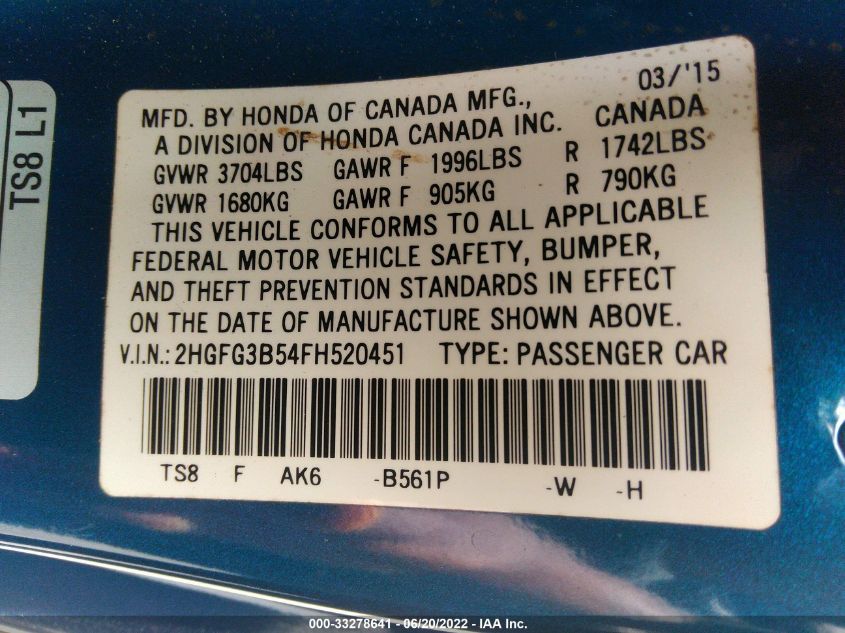 TS8 L1
03/'15
MFD. BY HONDA OF CANADA MFG.,
A DIVISION OF HONDA CANADA INC. CANADA
GVWR 3704LBS GAWR F 1996LBS R 1742LBS
GVWR 1680KG GAWR F 905KG R 790KG
THIS VEHICLE CONFORMS TO ALL APPLICABLE
FEDERAL MOTOR VEHICLE SAFETY, BUMPER,
AND THEFT PREVENTION STANDARDS IN EFFECT
ON THE DATE OF MANUFACTURE SHOWN ABOVE.
V.I.N.: 2HGFG3B54FH520451 TYPE: PASSENGER CAR
TS8 F AK6 -B561P -W -H
000-33278641 - 06/20/2022 - IAA Inc.